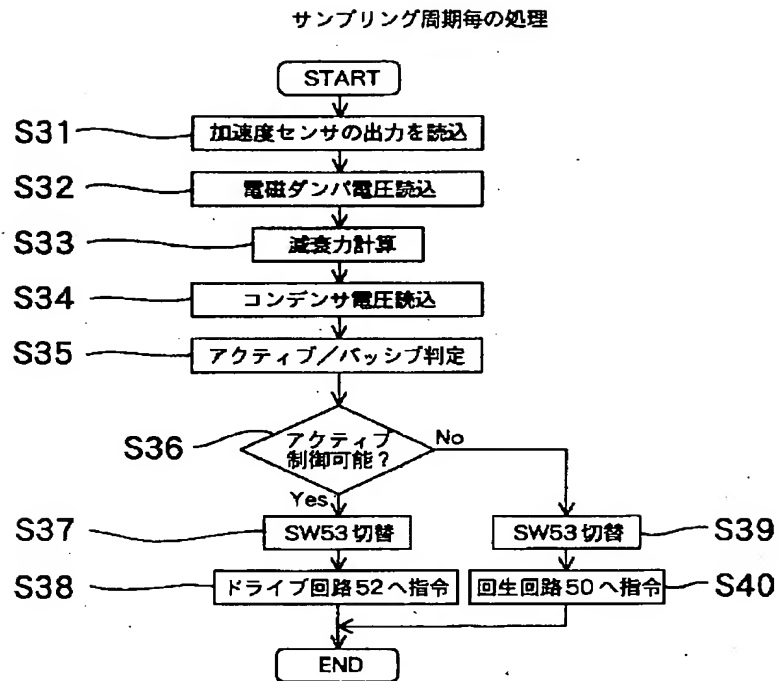 サンプリング周期毎の処理
START
S31 加速度センサの出力を読込
S32 電磁ダンパ電圧読込
S33 減衰力計算
S34 コンデンサ電圧読込
S35 アクティブ/パッシブ判定
S36 アクティブ
制御可能?
No
Yes
S37 SW53切替
SW53切替 S39
S38 ドライブ回路52へ指令
回生回路50へ指令 S40
END